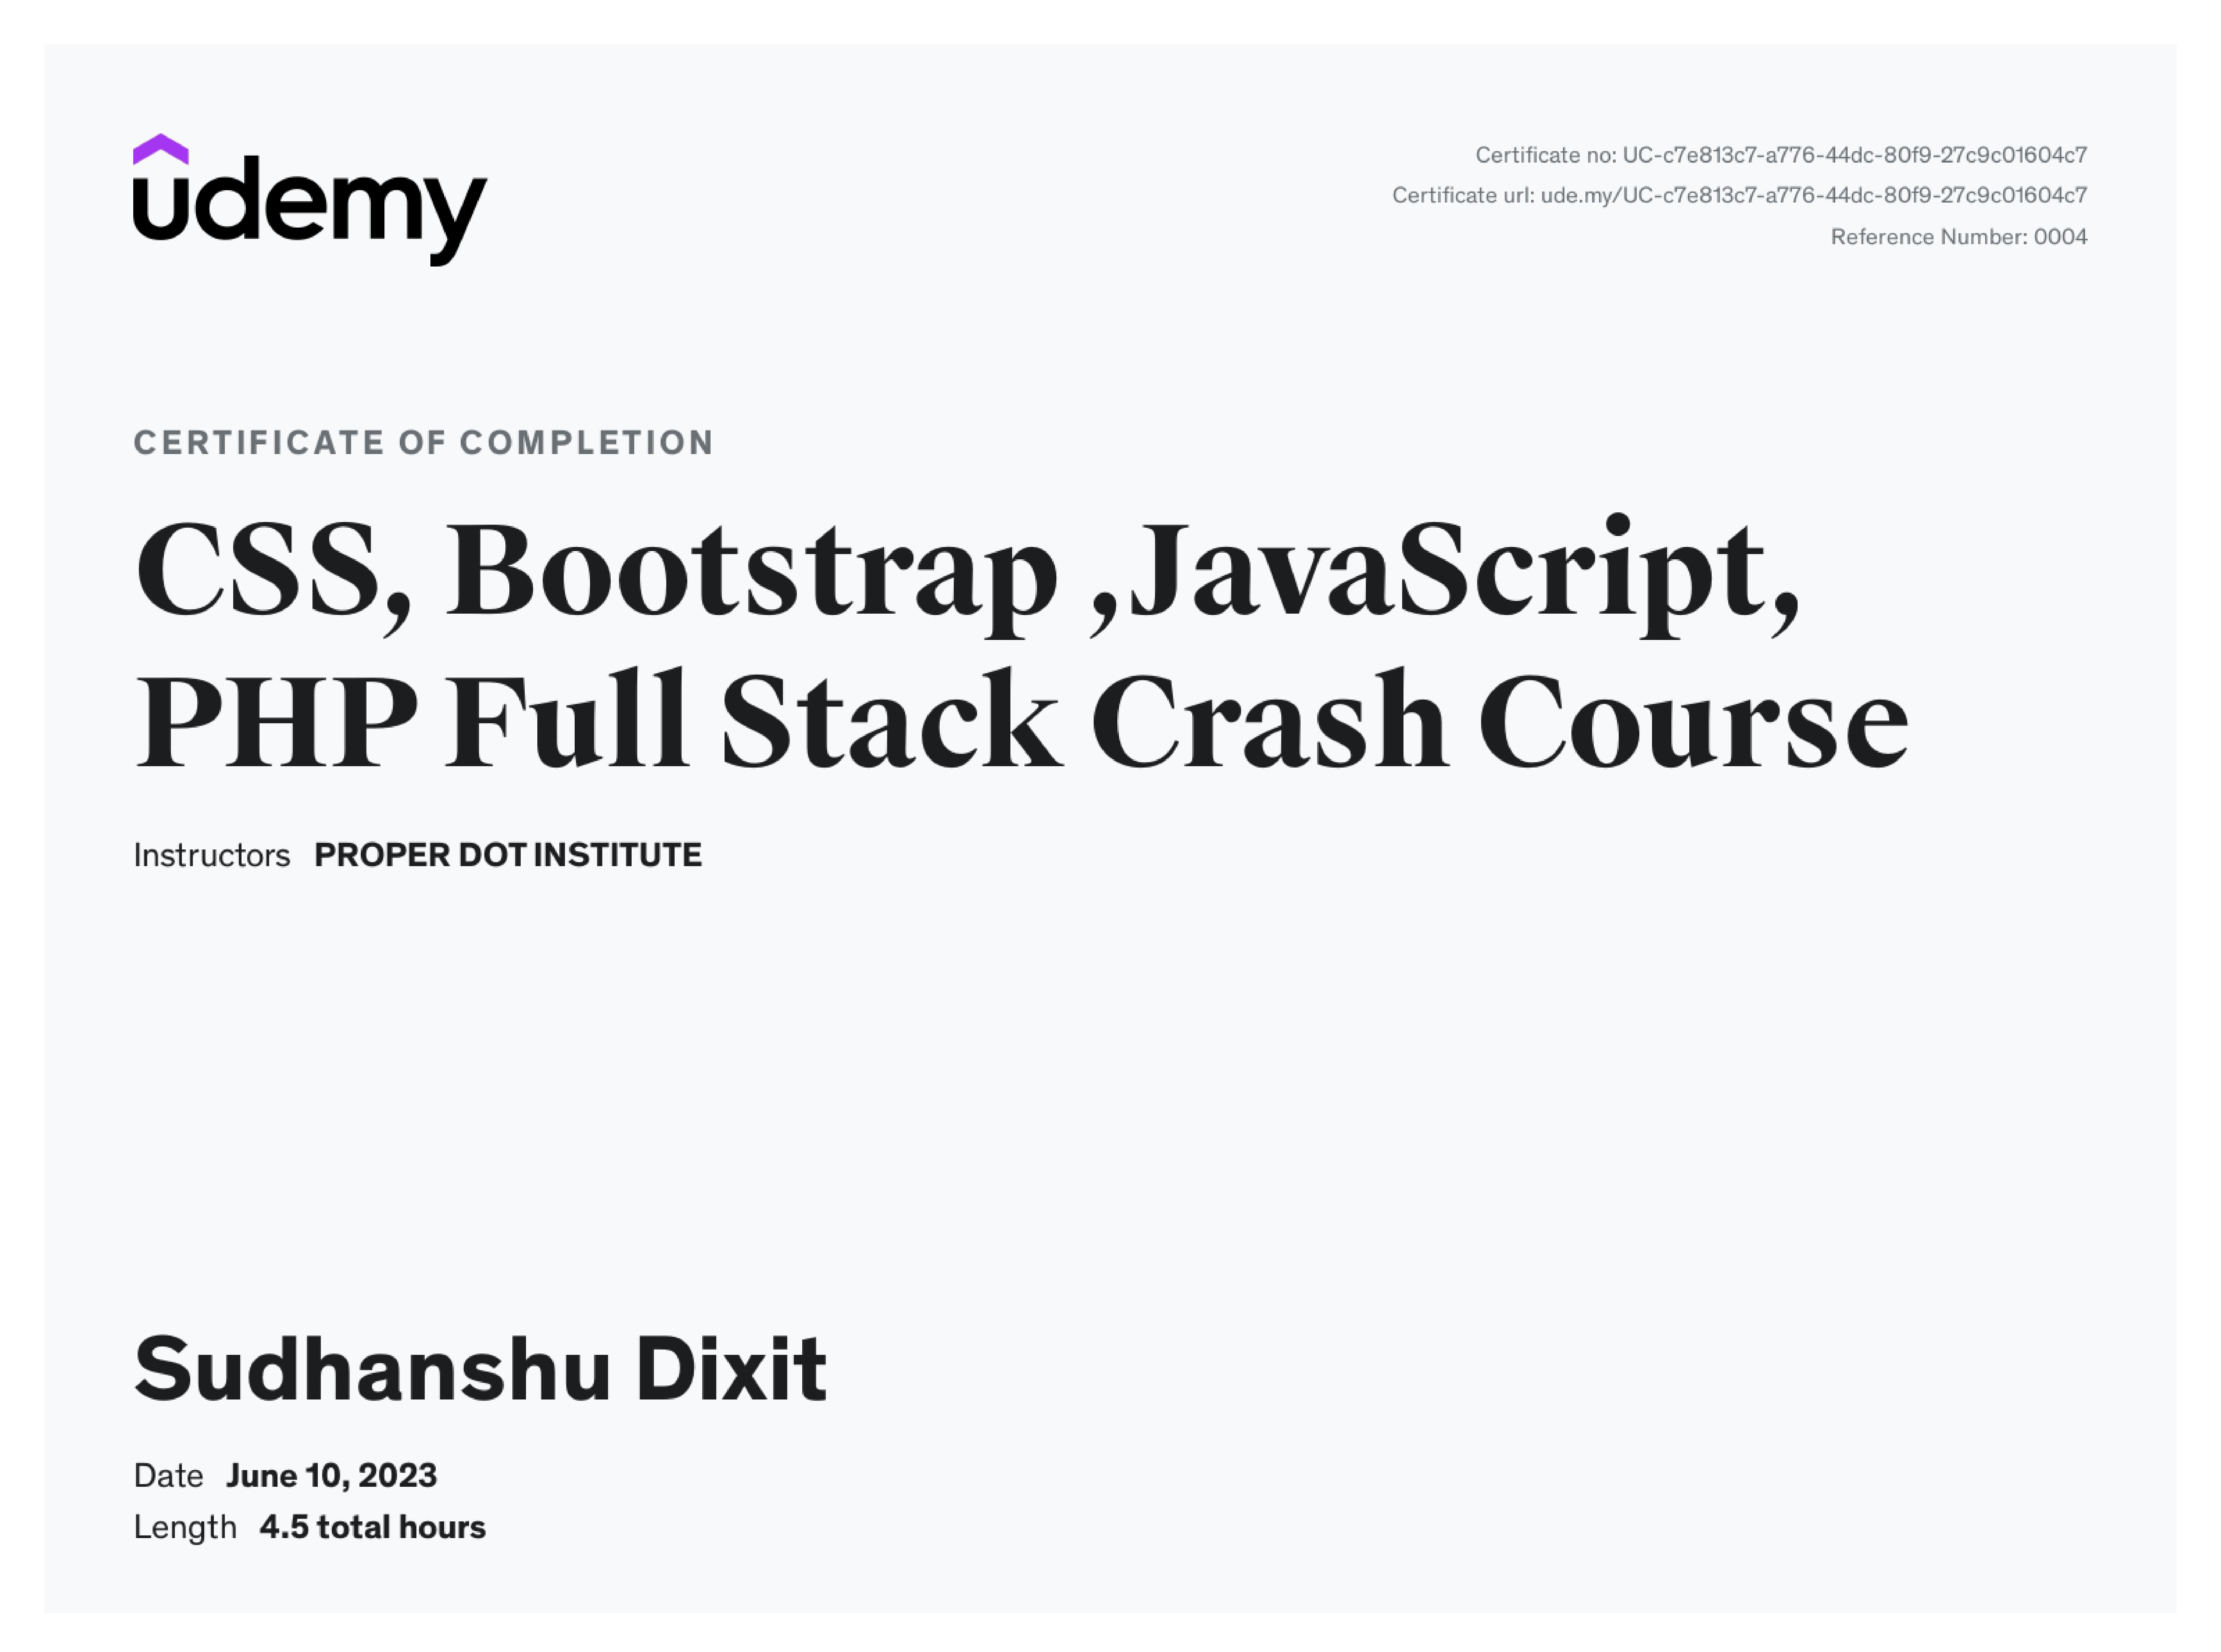 udemy
Certificate no: UC-c7e813c7-a776-44dc-80f9-27c9c01604c7
Certificate url: ude.my/UC-c7e813c7-a776-44dc-80f9-27c9c01604c7
Reference Number: 0004
CERTIFICATE OF COMPLETION
CSS, Bootstrap ,JavaScript,
PHP Full Stack Crash Course
Instructors PROPER DOT INSTITUTE
Sudhanshu Dixit
Date June 10, 2023
Length 4.5 total hours